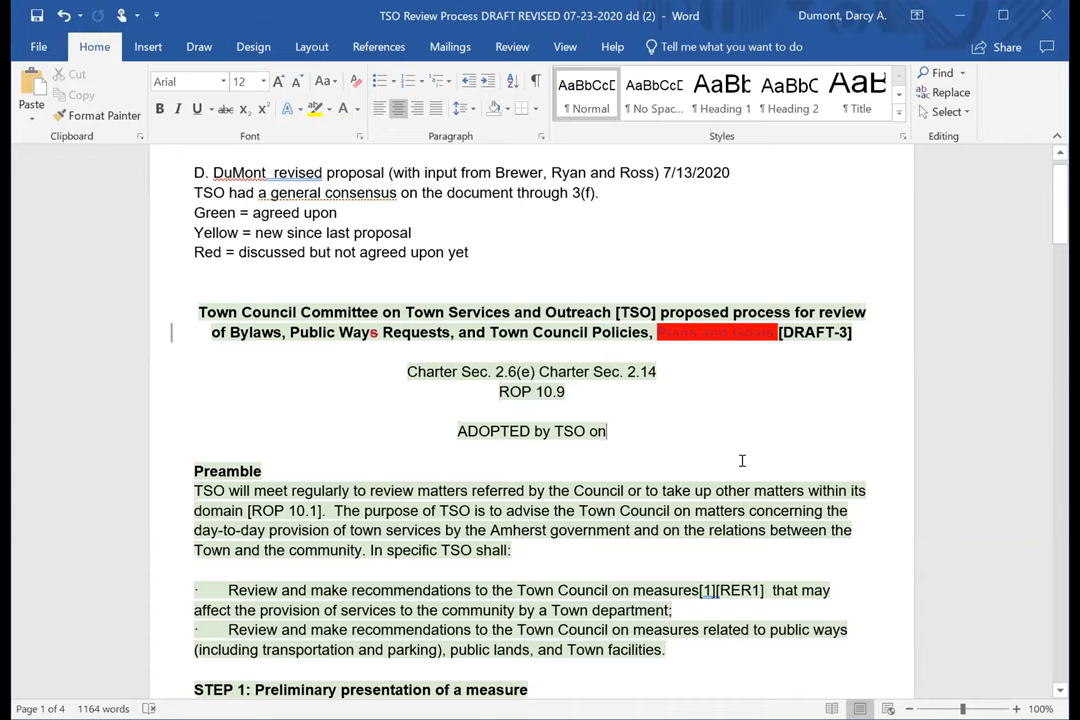 TSO Review Process DRAFT REVISED 07-23-2020 dd (2) - Word
Dumont, Darcy A.
File Home Insert Draw Design Layout References Mailings Review View Help Tell me what you want to do Share
Paste
Cut
Copy
Format Painter
Clipboard
Arial 12
Font
Paragraph
AaBbCcDc ¶ Normal
AaBbCcDc ¶ No Spac...
AaBbC ¶ Heading 1
AaBbC ¶ Heading 2
AaB ¶ Title
Styles
Find
Replace
Select
Editing
D. DuMont revised proposal (with input from Brewer, Ryan and Ross) 7/13/2020
TSO had a general consensus on the document through 3(f).
Green = agreed upon
Yellow = new since last proposal
Red = discussed but not agreed upon yet
Town Council Committee on Town Services and Outreach [TSO] proposed process for review
of Bylaws, Public Ways Requests, and Town Council Policies, Plans and Goals [DRAFT-3]
Charter Sec. 2.6(e) Charter Sec. 2.14
ROP 10.9
ADOPTED by TSO on
Preamble
TSO will meet regularly to review matters referred by the Council or to take up other matters within its
domain [ROP 10.1]. The purpose of TSO is to advise the Town Council on matters concerning the
day-to-day provision of town services by the Amherst government and on the relations between the
Town and the community. In specific TSO shall:
· Review and make recommendations to the Town Council on measures[1][RER1] that may
affect the provision of services to the community by a Town department;
· Review and make recommendations to the Town Council on measures related to public ways
(including transportation and parking), public lands, and Town facilities.
STEP 1: Preliminary presentation of a measure
Page 1 of 4 1164 words
100%